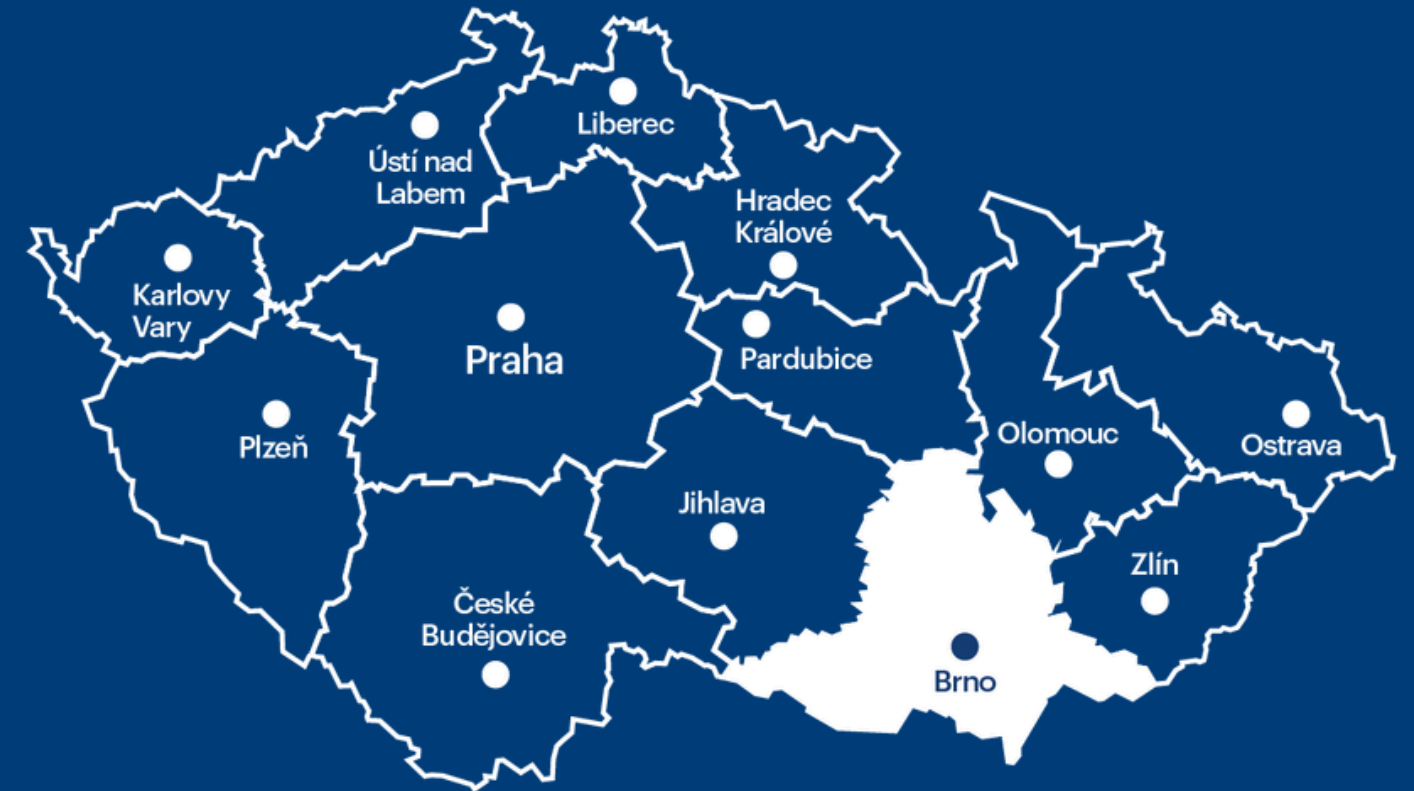 Liberec
Ústí nad
Labem
Hradec
Králové
Karlovy
Vary
Praha
Pardubice
Plzeň
Olomouc
Ostrava
Jihlava
Zlín
České
Budějovice
Brno